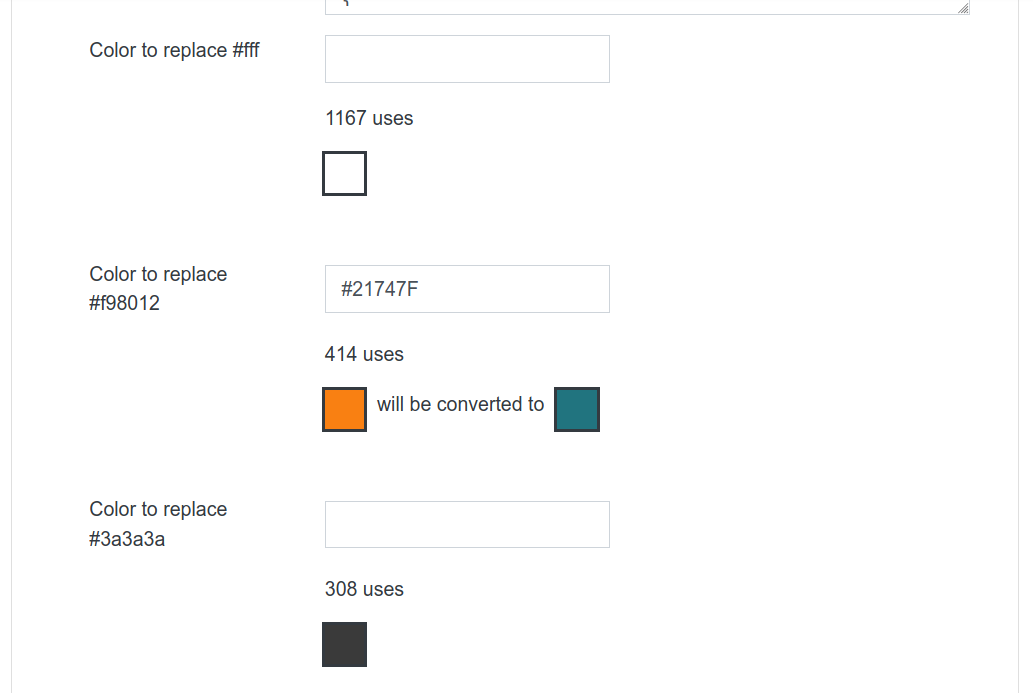 Color to replace #fff
1167 uses
Color to replace
#f98012
#21747F
414 uses
will be converted to
Color to replace
#3a3a3a
308 uses